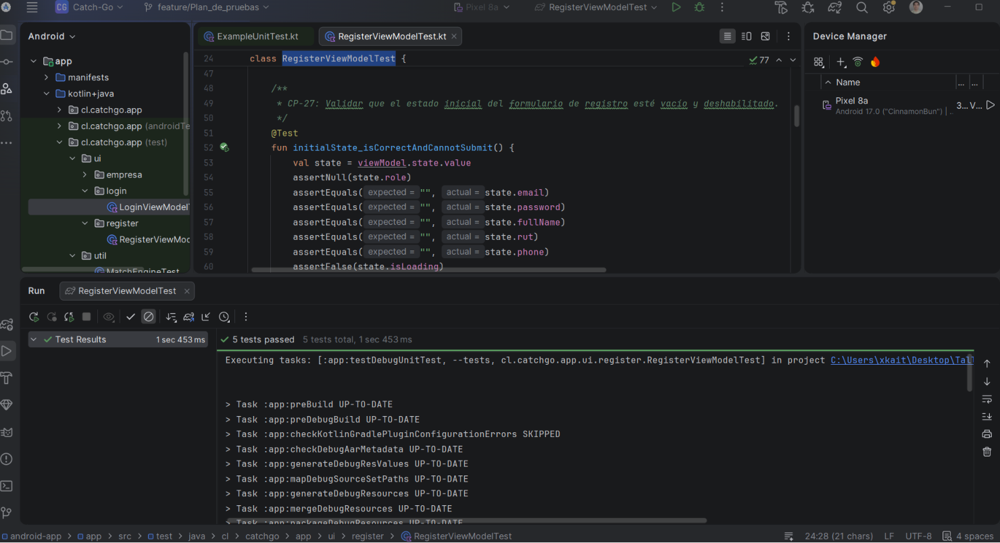 CG Catch-Go feature/Plan_de_pruebas Pixel 8a RegisterViewModelTest
Android
app
manifests
kotlin+java
cl.catchgo.app
cl.catchgo.app (androidTe
cl.catchgo.app (test)
ui
empresa
login
LoginViewModelT
register
RegisterViewMod
util
MatchEngineTest
ExampleUnitTest.kt RegisterViewModelTest.kt
24 class RegisterViewModelTest { 77
47
48 /**
49 * CP-27: Validar que el estado inicial del formulario de registro esté vacío y deshabilitado.
50 */
51 @Test
52 fun initialState_isCorrectAndCannotSubmit() {
53 val state = viewModel.state.value
54 assertNull(state.role)
55 assertEquals( expected = "", actual = state.email)
56 assertEquals( expected = "", actual = state.password)
57 assertEquals( expected = "", actual = state.fullName)
58 assertEquals( expected = "", actual = state.rut)
59 assertEquals( expected = "", actual = state.phone)
60 assertFalse(state.isLoading)
Device Manager
Name ... ...
Pixel 8a 3... V...
Android 17.0 ("CinnamonBun") | ..
Run RegisterViewModelTest
Test Results 1 sec 453 ms
5 tests passed 5 tests total, 1 sec 453 ms
Executing tasks: [:app:testDebugUnitTest, --tests, cl.catchgo.app.ui.register.RegisterViewModelTest] in project C:\Users\xkait\Desktop\Tall
> Task :app:preBuild UP-TO-DATE
> Task :app:preDebugBuild UP-TO-DATE
> Task :app:checkKotlinGradlePluginConfigurationErrors SKIPPED
> Task :app:checkDebugAarMetadata UP-TO-DATE
> Task :app:generateDebugResValues UP-TO-DATE
> Task :app:mapDebugSourceSetPaths UP-TO-DATE
> Task :app:generateDebugResources UP-TO-DATE
> Task :app:mergeDebugResources UP-TO-DATE
> Task :app:packageDebugResources UP-TO-DATE
android-app > app > src > test > java > cl > catchgo > app > ui > register > RegisterViewModelTest 24:28 (21 chars) LF UTF-8 4 spaces